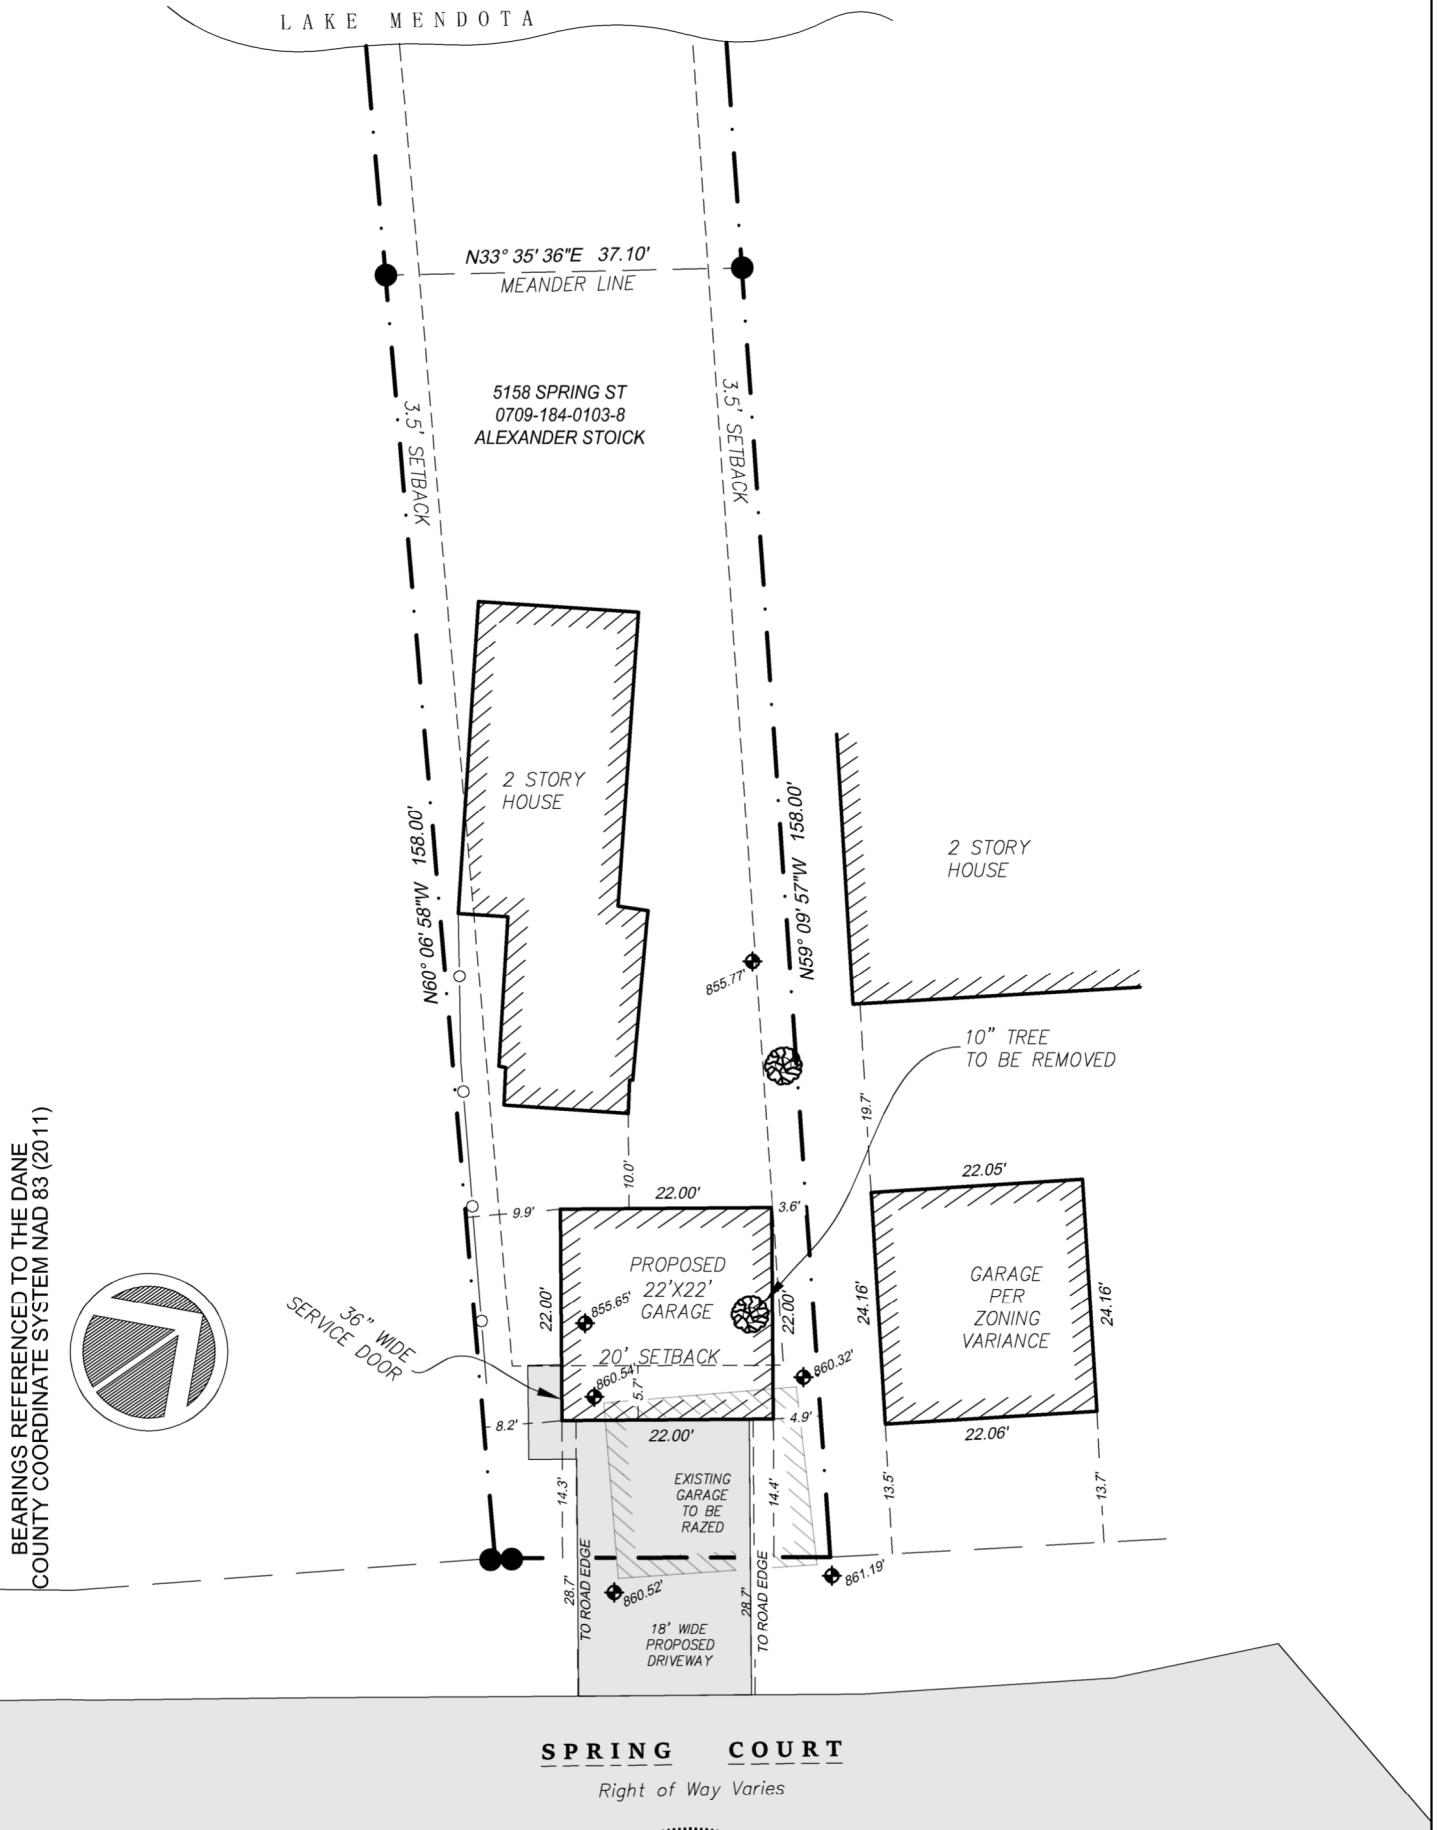 LAKE MENDOTA
N33° 35' 36"E 37.10'
MEANDER LINE
5158 SPRING ST
0709-184-0103-8
ALEXANDER STOICK
3.5' SETBACK
3.5' SETBACK
2 STORY
HOUSE
N60° 06' 58"W 158.00'
N59° 09' 57"W 158.00'
2 STORY
HOUSE
855.77'
10" TREE
TO BE REMOVED
19.7'
BEARINGS REFERENCED TO THE DANE
COUNTY COORDINATE SYSTEM NAD 83 (2011)
10.0'
22.00'
9.9'
3.6'
22.05'
PROPOSED
22'X22'
GARAGE
22.00'
22.00'
855.65'
GARAGE
PER
ZONING
VARIANCE
24.16'
24.16'
36" WIDE
SERVICE DOOR
20' SETBACK
860.54'
5.7'
860.32'
8.2'
22.00'
4.9'
22.06'
14.3'
14.4'
13.5'
13.7'
EXISTING
GARAGE
TO BE
RAZED
28.7'
TO ROAD EDGE
28.7'
TO ROAD EDGE
860.52'
861.19'
18' WIDE
PROPOSED
DRIVEWAY
SPRING COURT
Right of Way Varies